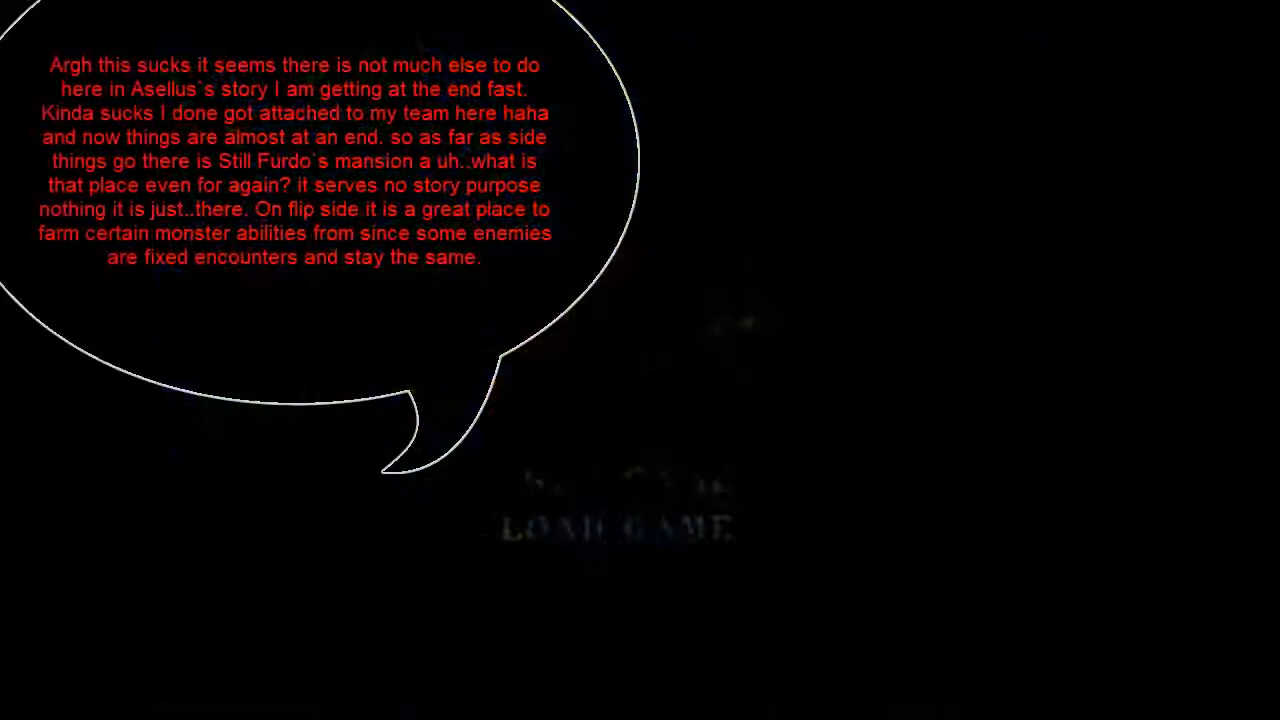 Argh this sucks it seems there is not much else to do
here in Asellus`s story I am getting at the end fast.
Kinda sucks I done got attached to my team here haha
and now things are almost at an end. so as far as side
things go there is Still Furdo`s mansion a uh..what is
that place even for again? it serves no story purpose
nothing it is just..there. On flip side it is a great place to
farm certain monster abilities from since some enemies
are fixed encounters and stay the same.
LOAD GAME